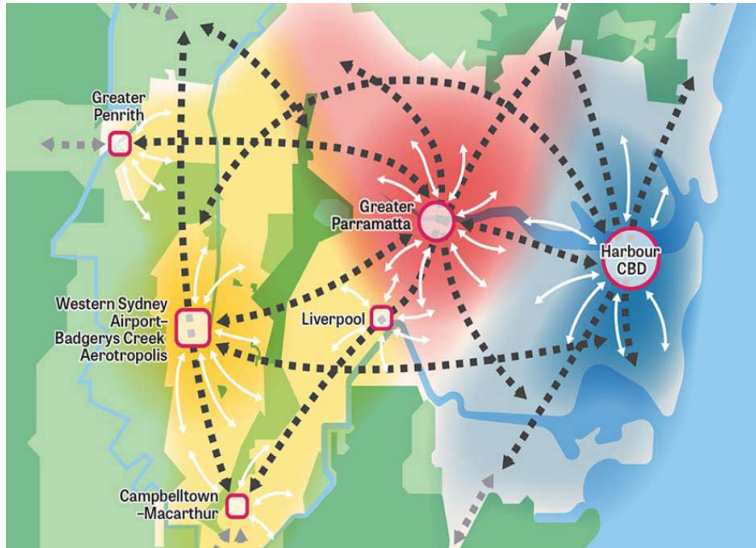 Greater
Penrith
Greater
Parramatta
Harbour
CBD
Western Sydney
Airport–
Badgerys Creek
Aerotropolis
Liverpool
Campbelltown
–Macarthur